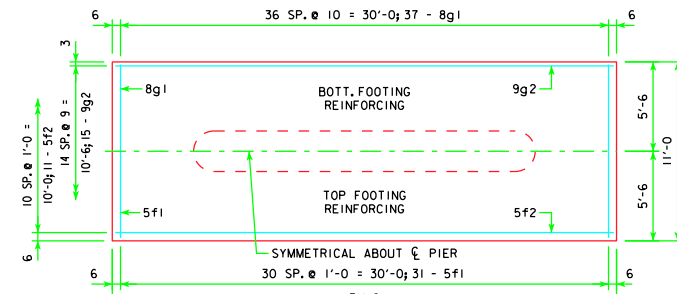 6
36 SP.@ 10 = 30'-0; 37 - 8g1
6
3
8g1
BOTT. FOOTING
REINFORCING
9g2
14 SP.@ 9 =
10'-6; 15 - 9g2
10 SP.@ 1'-0 =
10'-0; 11 - 5f2
5'-6
11'-0
5'-6
TOP FOOTING
REINFORCING
5f1
5f2
6
SYMMETRICAL ABOUT ℄ PIER
6
30 SP.@ 1'-0 = 30'-0; 31 - 5f1
6